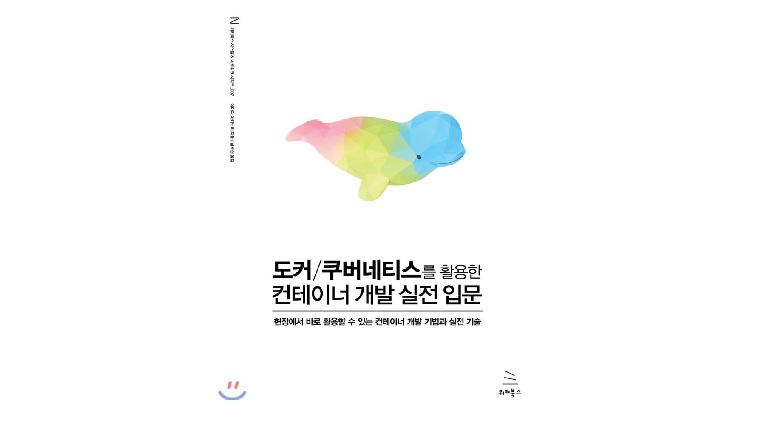 도커/쿠버네티스를 활용한
컨테이너 개발 실전 입문
현장에서 바로 활용할 수 있는 컨테이너 개발 기법과 실전 기술
위키북스